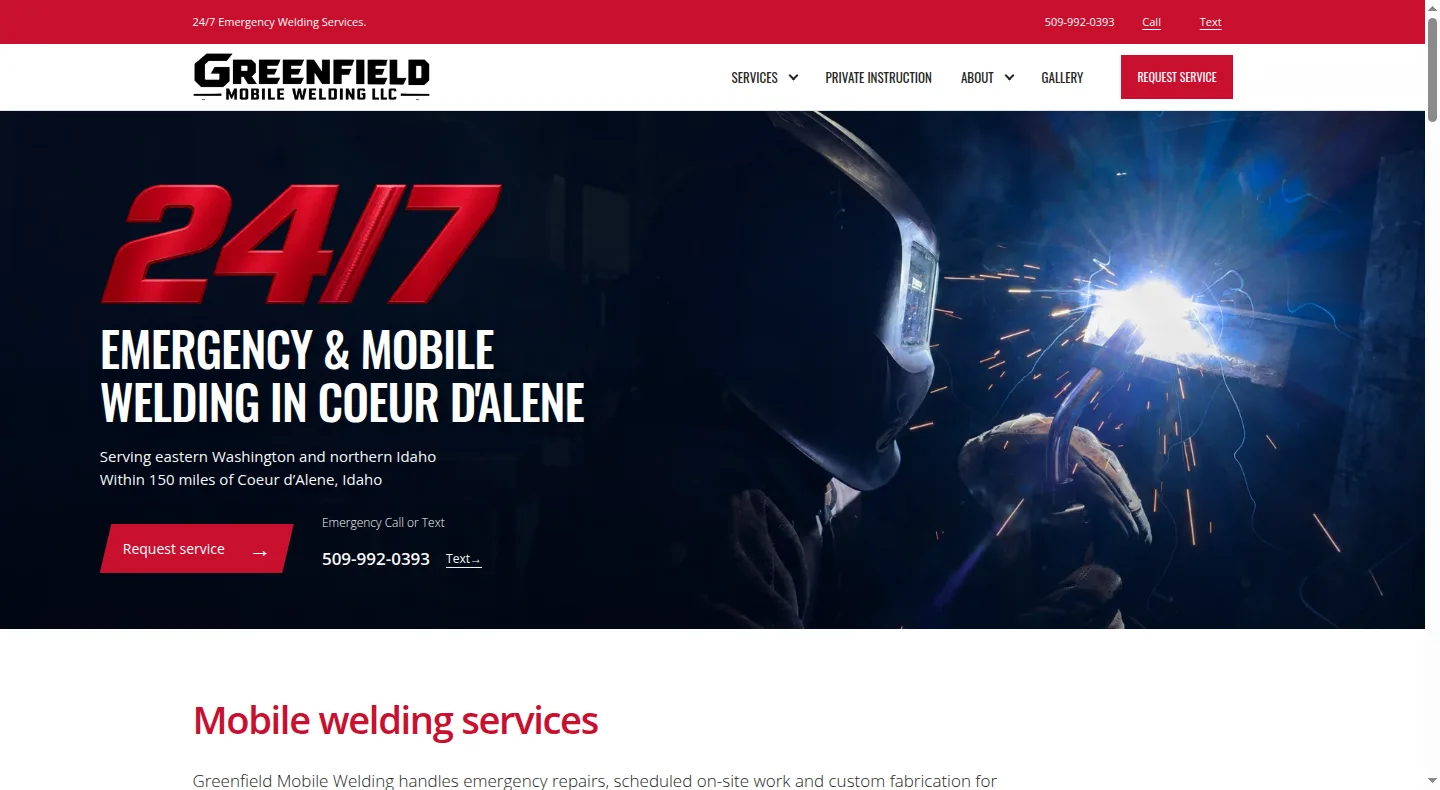 24/7 Emergency Welding Services.
509-992-0393 Call Text
GREENFIELD
MOBILE WELDING LLC
SERVICES PRIVATE INSTRUCTION ABOUT GALLERY REQUEST SERVICE
24/7
EMERGENCY & MOBILE
WELDING IN COEUR D'ALENE
Serving eastern Washington and northern Idaho
Within 150 miles of Coeur d’Alene, Idaho
Request service →
Emergency Call or Text
509-992-0393 Text→
Mobile welding services
Greenfield Mobile Welding handles emergency repairs, scheduled on-site work and custom fabrication for